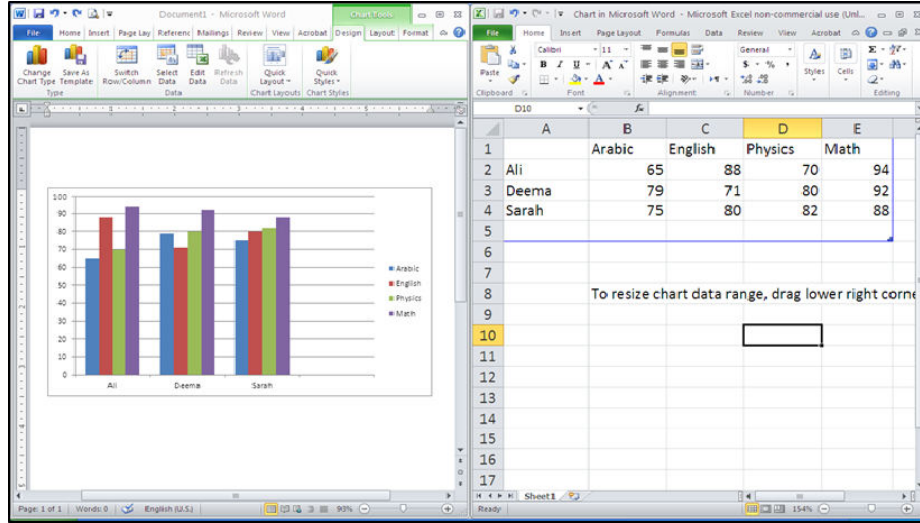 Document1 - Microsoft Word
Chart Tools
File Home Insert Page Lay Referenc Mailings Review View Acrobat Design Layout Format
Change Chart Type
Save As Template
Switch Row/Column
Select Data
Edit Data
Refresh Data
Quick Layout
Quick Styles
Type Data Chart Layouts Chart Styles
100
90
80
70
60
50
40
30
20
10
0
Ali Deema Sarah
Arabic
English
Physics
Math
Page: 1 of 1 Words: 0 English (U.S.) 93%
Chart in Microsoft Word - Microsoft Excel non-commercial use (Unl...
File Home Insert Page Layout Formulas Data Review View Acrobat
Paste
Calibri 11
B I U
General
$ % ,
Styles
Cells
Clipboard Font Alignment Number Editing
D10 fx
A B C D E
1 Arabic English Physics Math
2 Ali 65 88 70 94
3 Deema 79 71 80 92
4 Sarah 75 80 82 88
5
6
7
8 To resize chart data range, drag lower right corne
9
10
11
12
13
14
15
16
17
Sheet1
Ready 154%